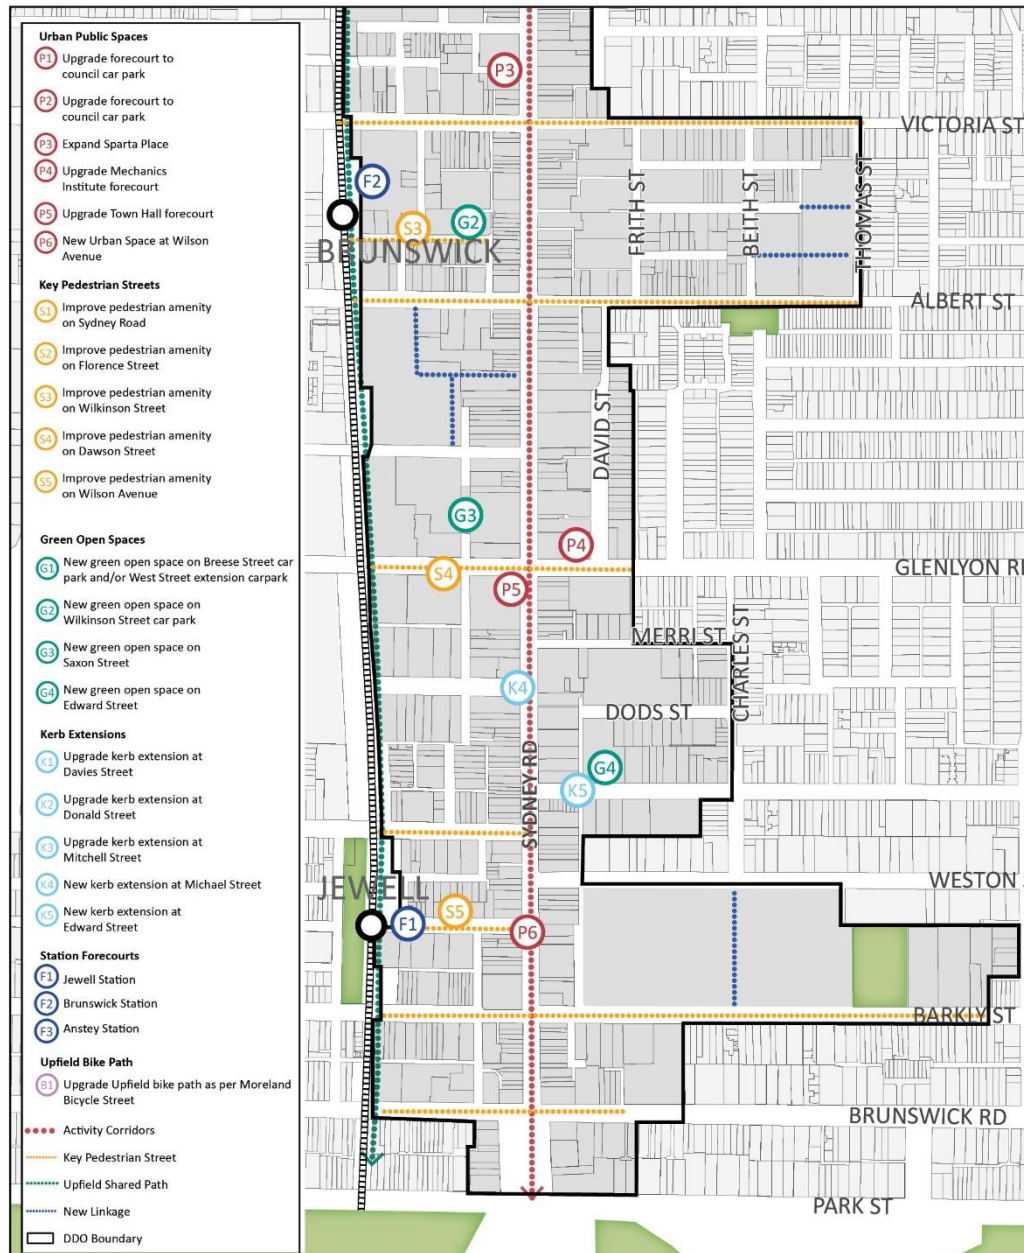 Urban Public Spaces
P1 Upgrade forecourt to
council car park
P2 Upgrade forecourt to
council car park
P3 Expand Sparta Place
P4 Upgrade Mechanics
Institute forecourt
P5 Upgrade Town Hall forecourt
P6 New Urban Space at Wilson
Avenue
Key Pedestrian Streets
S1 Improve pedestrian amenity
on Sydney Road
S2 Improve pedestrian amenity
on Florence Street
S3 Improve pedestrian amenity
on Wilkinson Street
S4 Improve pedestrian amenity
on Dawson Street
S5 Improve pedestrian amenity
on Wilson Avenue
Green Open Spaces
G1 New green open space on Breese Street car
park and/or West Street extension carpark
G2 New green open space on
Wilkinson Street car park
G3 New green open space on
Saxon Street
G4 New green open space on
Edward Street
Kerb Extensions
K1 Upgrade kerb extension at
Davies Street
K2 Upgrade kerb extension at
Donald Street
K3 Upgrade kerb extension at
Mitchell Street
K4 New kerb extension at Michael Street
K5 New kerb extension at
Edward Street
Station Forecourts
F1 Jewell Station
F2 Brunswick Station
F3 Anstey Station
Upfield Bike Path
B1 Upgrade Upfield bike path as per Moreland
Bicycle Street
Activity Corridors
Key Pedestrian Street
Upfield Shared Path
New Linkage
DDO Boundary
P3
VICTORIA ST
F2
S3
G2
BRUNSWICK
FRITH ST
BEITH ST
THOMAS ST
ALBERT ST
DAVID ST
G3
P4
S4
P5
GLENLYON RD
MERRI ST
CHARLES ST
K4
DODS ST
SYDNEY RD
G4
K5
JEWELL
WESTON
F1
S5
P6
BARKLY ST
BRUNSWICK RD
PARK ST